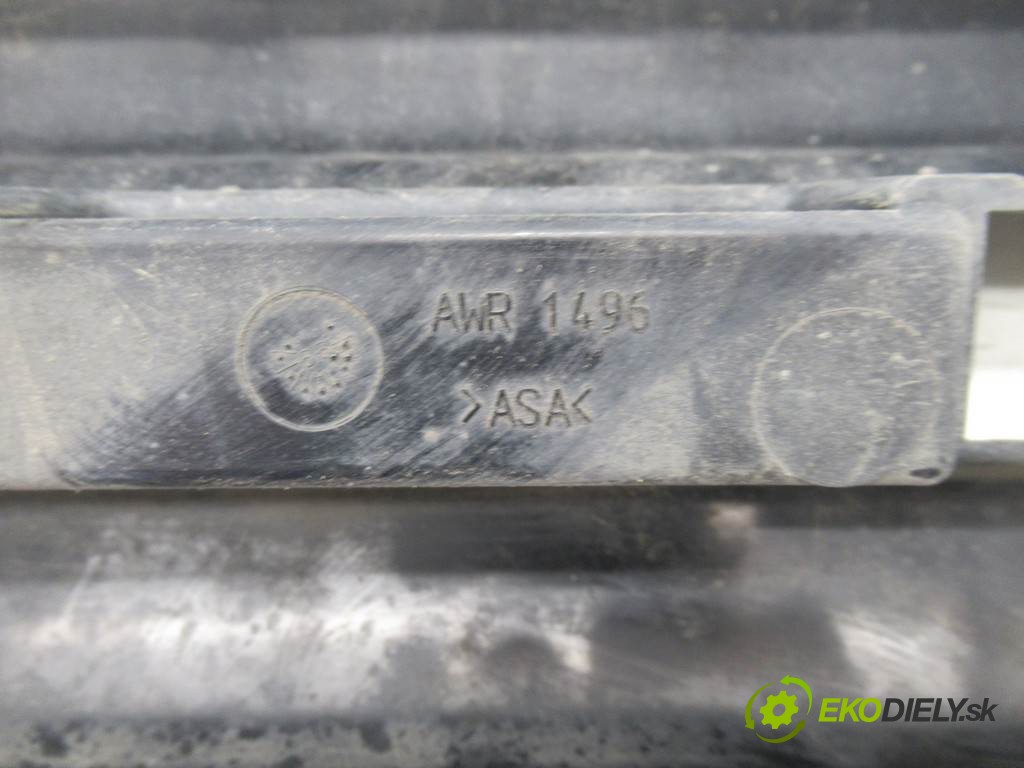 AWR 1496
>ASA<
EKODIELY.sk